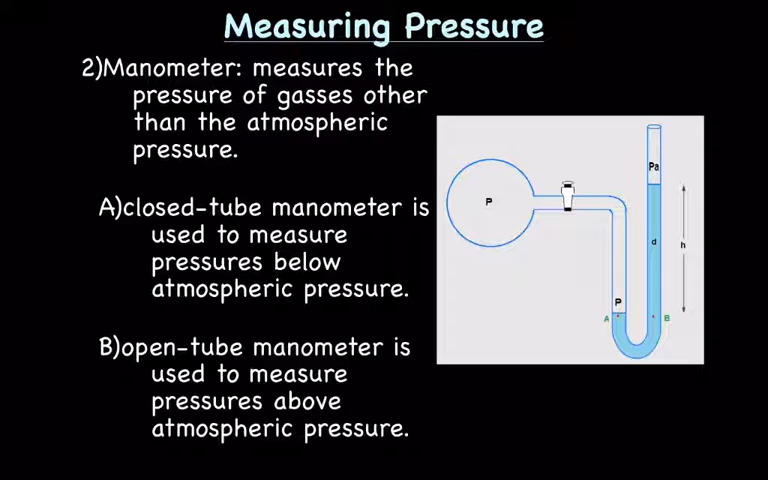 Measuring Pressure
2)Manometer: measures the
pressure of gasses other
than the atmospheric
pressure.
A)closed-tube manometer is
used to measure
pressures below
atmospheric pressure.
B)open-tube manometer is
used to measure
pressures above
atmospheric pressure.
Pa
P
d
h
P
A
B